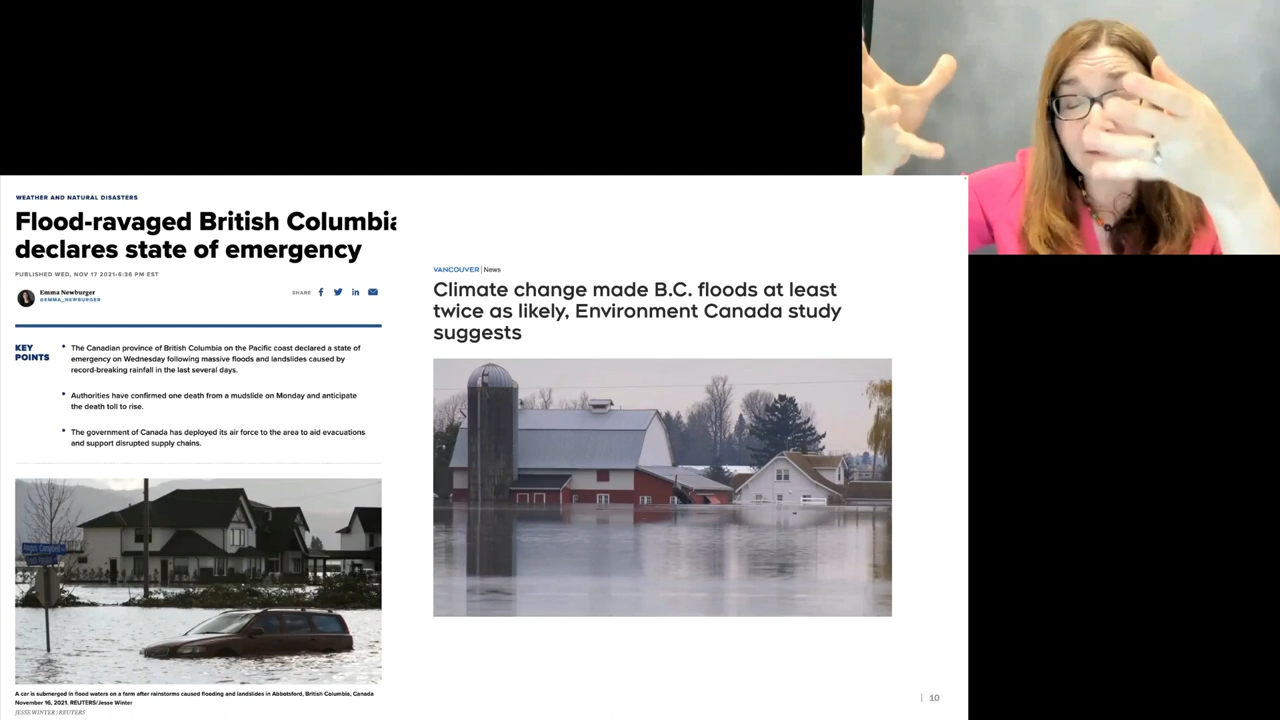 WEATHER AND NATURAL DISASTERS
Flood-ravaged British Columbia
declares state of emergency
PUBLISHED WED, NOV 17 2021-6:36 PM EST
Emma Newburger
@EMMA_NEWBURGER
SHARE
KEY
POINTS
• The Canadian province of British Columbia on the Pacific coast declared a state of
emergency on Wednesday following massive floods and landslides caused by
record-breaking rainfall in the last several days.
• Authorities have confirmed one death from a mudslide on Monday and anticipate
the death toll to rise.
• The government of Canada has deployed its air force to the area to aid evacuations
and support disrupted supply chains.
Angus Campbell
A car is submerged in flood waters on a farm after rainstorms caused flooding and landslides in Abbotsford, British Columbia, Canada
November 16, 2021. REUTERS/Jesse Winter
JESSE WINTER | REUTERS
VANCOUVER | News
Climate change made B.C. floods at least
twice as likely, Environment Canada study
suggests
| 10